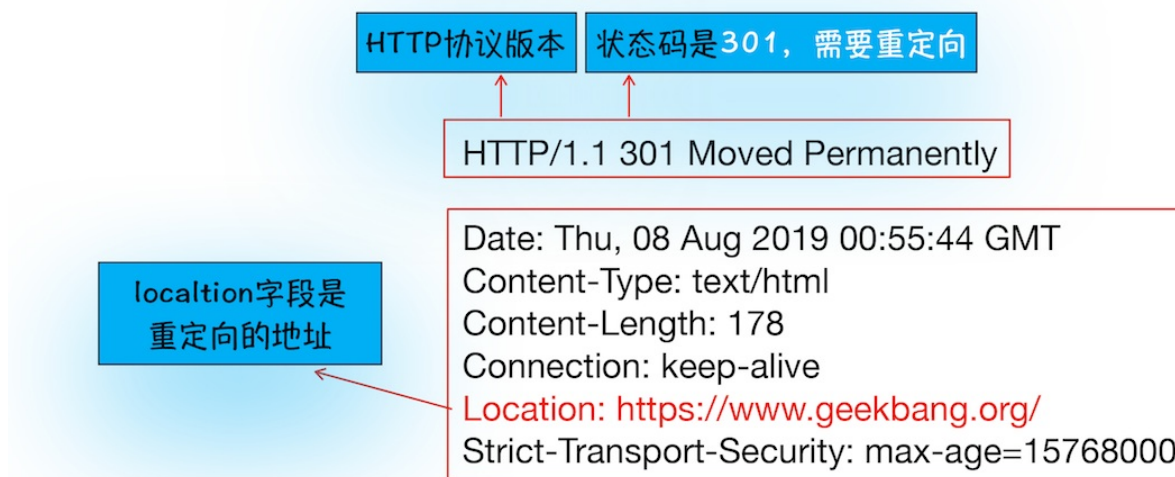 HTTP协议版本 状态码是301，需要重定向
HTTP/1.1 301 Moved Permanently
Date: Thu, 08 Aug 2019 00:55:44 GMT
Content-Type: text/html
Content-Length: 178
Connection: keep-alive
Location: https://www.geekbang.org/
Strict-Transport-Security: max-age=15768000
localtion字段是
重定向的地址